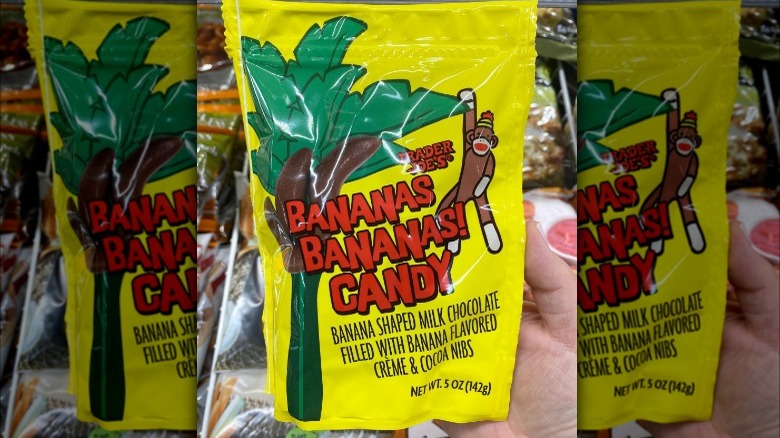 TRADER
JOE'S®
BANANAS
BANANAS!
CANDY
BANANA SHAPED MILK CHOCOLATE
FILLED WITH BANANA FLAVORED
CRÈME & COCOA NIBS
NET WT. 5 OZ (142g)